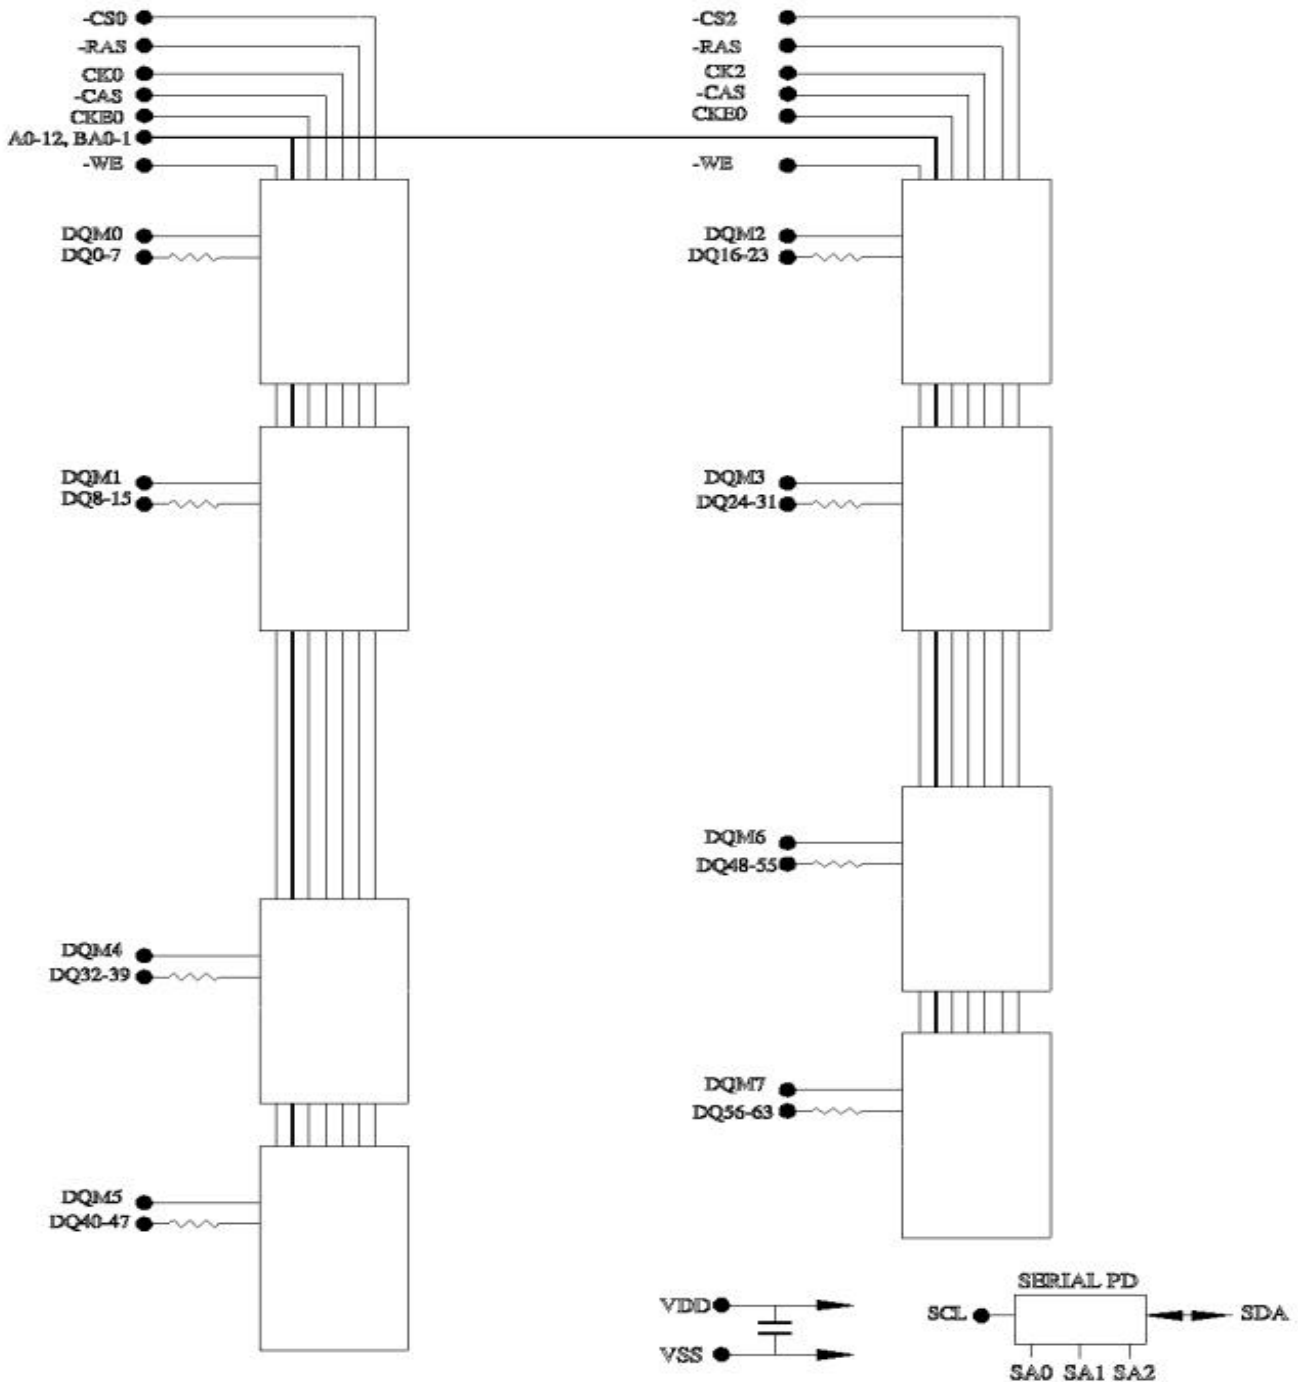 -CS0
-RAS
CK0
-CAS
CKE0
A0-12, BA0-1
-WE
DQM0
DQ0-7
DQM1
DQ8-15
DQM4
DQ32-39
DQM5
DQ40-47
-CS2
-RAS
CK2
-CAS
CKE0
-WE
DQM2
DQ16-23
DQM3
DQ24-31
DQM6
DQ48-55
DQM7
DQ56-63
VDD
VSS
SERIAL PD
SCL
SDA
SA0 SA1 SA2